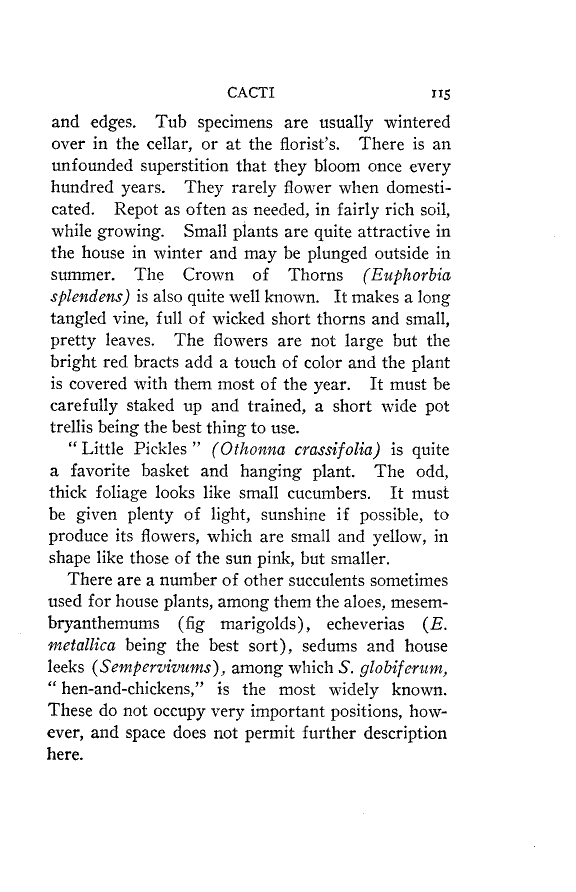 CACTI 115
and edges. Tub specimens are usually wintered
over in the cellar, or at the florist's. There is an
unfounded superstition that they bloom once every
hundred years. They rarely flower when domesti-
cated. Repot as often as needed, in fairly rich soil,
while growing. Small plants are quite attractive in
the house in winter and may be plunged outside in
summer. The Crown of Thorns (Euphorbia
splendens) is also quite well known. It makes a long
tangled vine, full of wicked short thorns and small,
pretty leaves. The flowers are not large but the
bright red bracts add a touch of color and the plant
is covered with them most of the year. It must be
carefully staked up and trained, a short wide pot
trellis being the best thing to use.
" Little Pickles " (Othonna crassifolia) is quite
a favorite basket and hanging plant. The odd,
thick foliage looks like small cucumbers. It must
be given plenty of light, sunshine if possible, to
produce its flowers, which are small and yellow, in
shape like those of the sun pink, but smaller.
There are a number of other succulents sometimes
used for house plants, among them the aloes, mesem-
bryanthemums (fig marigolds), echeverias (E.
metallica being the best sort), sedums and house
leeks (Sempervivums), among which S. globiferum,
" hen-and-chickens," is the most widely known.
These do not occupy very important positions, how-
ever, and space does not permit further description
here.